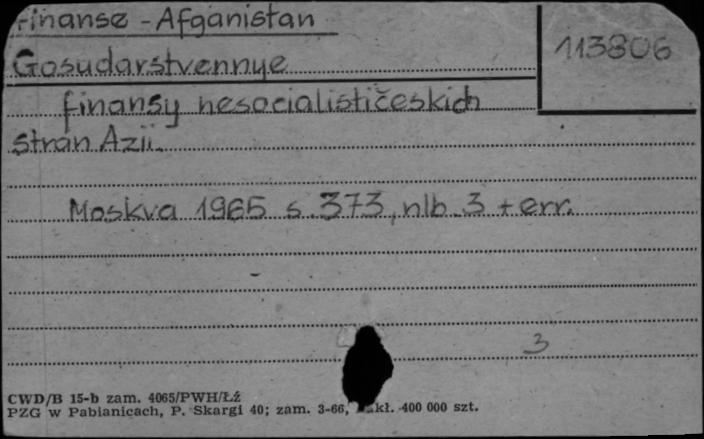 Finanse - Afganistan
113806
Gosudarstvennye
finansy nesocialističeskich
stran Azii.
Moskva 1965 s. 373, nlb. 3 + err.
3
CWD/B 15-b zam. 4065/PWH/Łź
PZG w Pabianicach, P. Skargi 40; zam. 3-66, kł. 400 000 szt.